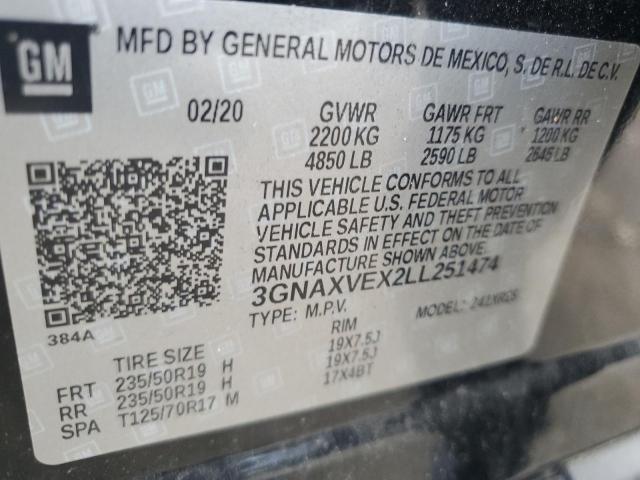 GM
MFD BY GENERAL MOTORS DE MEXICO, S. DE R.L. DE C.V.
02/20 GVWR GAWR FRT GAWR RR
2200 KG 1175 KG 1200 KG
4850 LB 2590 LB 2645 LB
THIS VEHICLE CONFORMS TO ALL
APPLICABLE U.S. FEDERAL MOTOR
VEHICLE SAFETY AND THEFT PREVENTION
STANDARDS IN EFFECT ON THE DATE OF
MANUFACTURE SHOWN ABOVE.
3GNAXVEX2LL251474
TYPE: M.P.V. MODEL:
384A
TIRE SIZE RIM
FRT 235/50R19 H 19X7.5J
RR 235/50R19 H 19X7.5J
SPA T125/70R17 M 17X4BT